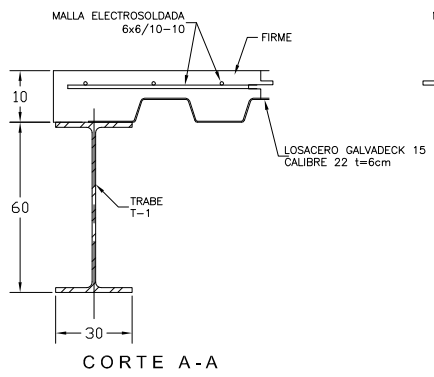 MALLA ELECTROSOLDADA
6x6/10-10
FIRME
10
LOSACERO GALVADECK 15
CALIBRE 22 t=6cm
60
TRABE
T-1
30
CORTE A-A